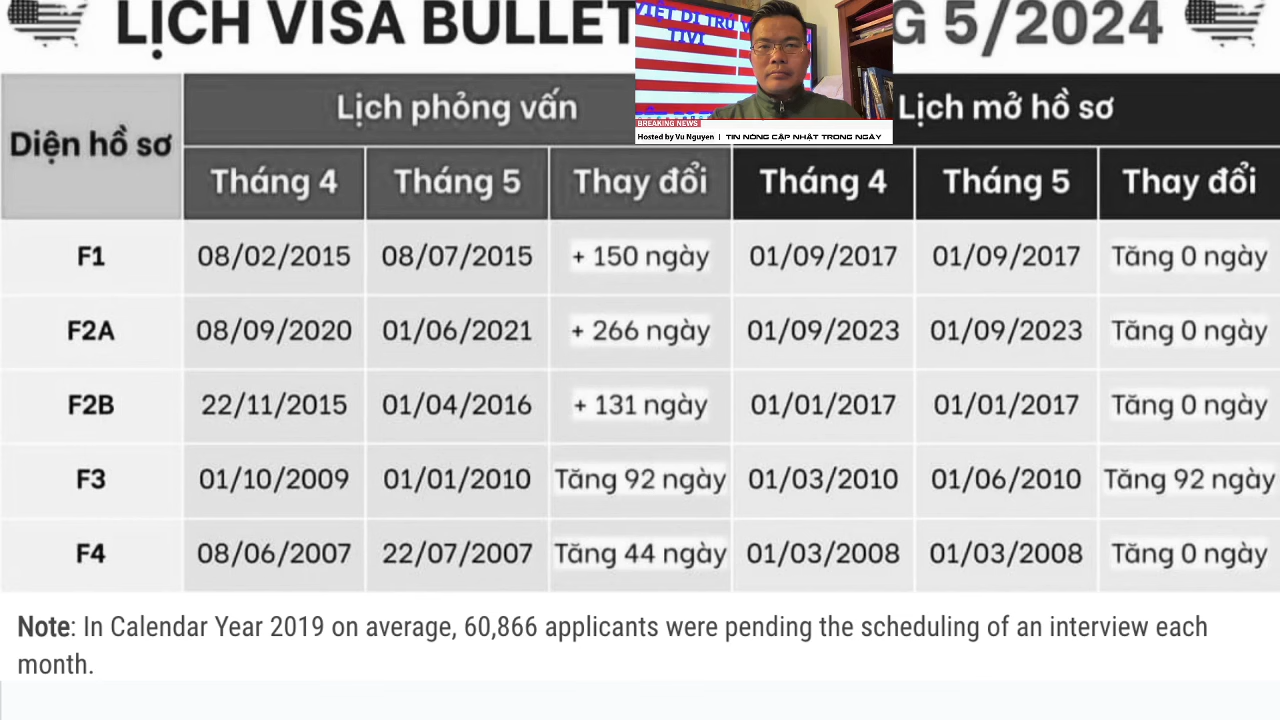 LỊCH VISA BULLET
G 5/2024
VIỆT DI TRÚ V
TIVI
BREAKING NEWS
Hosted by Vu Nguyen | TIN NÓNG CẬP NHẬT TRONG NGÀY
Diện hồ sơ
Lịch phỏng vấn
Lịch mở hồ sơ
Tháng 4 Tháng 5 Thay đổi Tháng 4 Tháng 5 Thay đổi
F1 08/02/2015 08/07/2015 + 150 ngày 01/09/2017 01/09/2017 Tăng 0 ngày
F2A 08/09/2020 01/06/2021 + 266 ngày 01/09/2023 01/09/2023 Tăng 0 ngày
F2B 22/11/2015 01/04/2016 + 131 ngày 01/01/2017 01/01/2017 Tăng 0 ngày
F3 01/10/2009 01/01/2010 Tăng 92 ngày 01/03/2010 01/06/2010 Tăng 92 ngày
F4 08/06/2007 22/07/2007 Tăng 44 ngày 01/03/2008 01/03/2008 Tăng 0 ngày
Note: In Calendar Year 2019 on average, 60,866 applicants were pending the scheduling of an interview each
month.